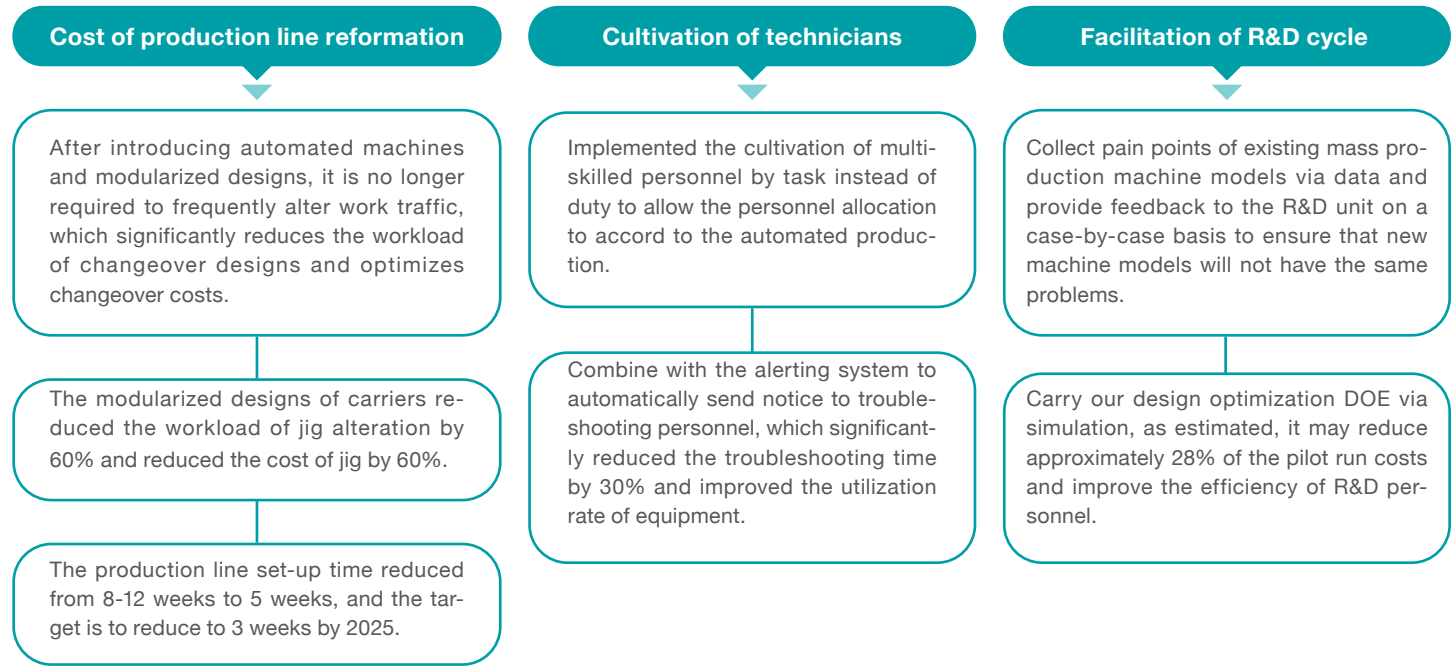 Cost of production line reformation
After introducing automated machines
and modularized designs, it is no longer
required to frequently alter work traffic,
which significantly reduces the workload
of changeover designs and optimizes
changeover costs.
The modularized designs of carriers re-
duced the workload of jig alteration by
60% and reduced the cost of jig by 60%.
The production line set-up time reduced
from 8-12 weeks to 5 weeks, and the tar-
get is to reduce to 3 weeks by 2025.
Cultivation of technicians
Implemented the cultivation of multi-
skilled personnel by task instead of
duty to allow the personnel allocation
to accord to the automated produc-
tion.
Combine with the alerting system to
automatically send notice to trouble-
shooting personnel, which significant-
ly reduced the troubleshooting time
by 30% and improved the utilization
rate of equipment.
Facilitation of R&D cycle
Collect pain points of existing mass pro-
duction machine models via data and
provide feedback to the R&D unit on a
case-by-case basis to ensure that new
machine models will not have the same
problems.
Carry our design optimization DOE via
simulation, as estimated, it may reduce
approximately 28% of the pilot run costs
and improve the efficiency of R&D per-
sonnel.